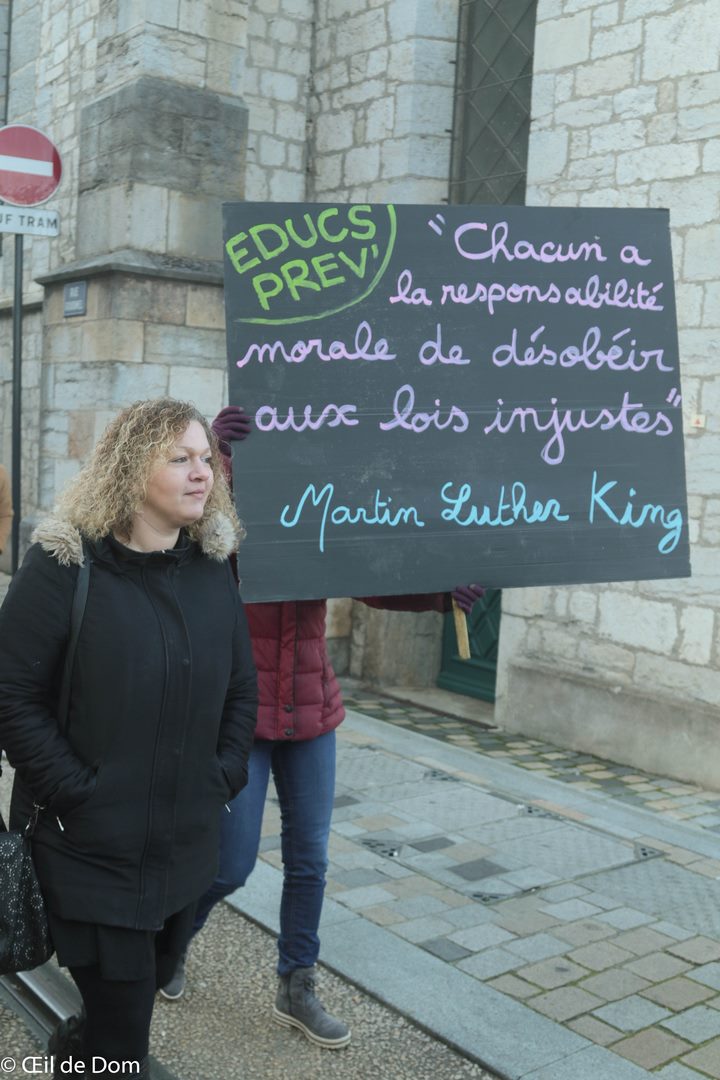 UF TRAM
EDUCS
PREV'
"Chacun a
la responsabilité
morale de désobéir
aux lois injustes"
Martin Luther King
© Œil de Dom